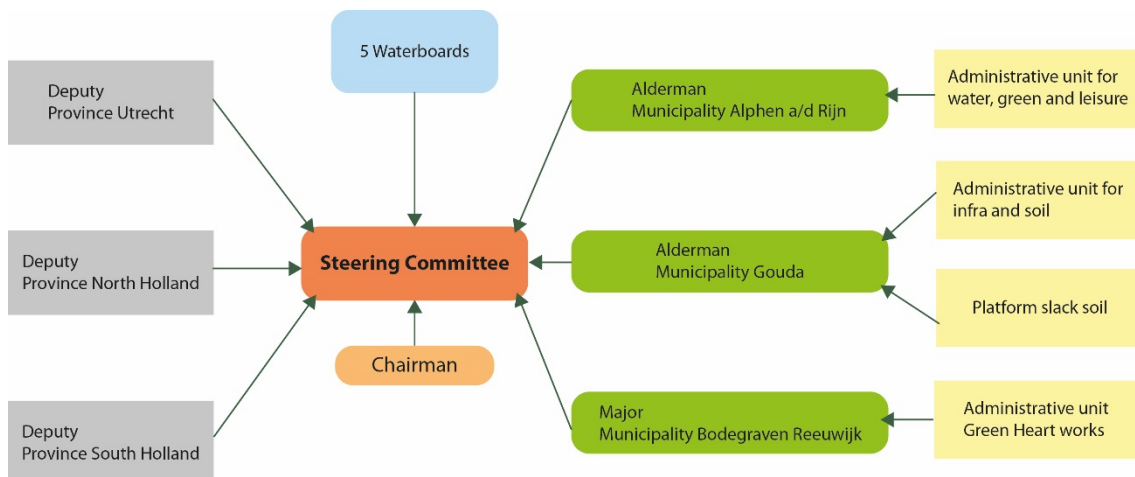 5 Waterboards
Deputy
Province Utrecht
Alderman
Municipality Alphen a/d Rijn
Administrative unit for
water, green and leisure
Administrative unit for
infra and soil
Deputy
Province North Holland
Steering Committee
Alderman
Municipality Gouda
Platform slack soil
Chairman
Deputy
Province South Holland
Major
Municipality Bodegraven Reeuwijk
Administrative unit
Green Heart works